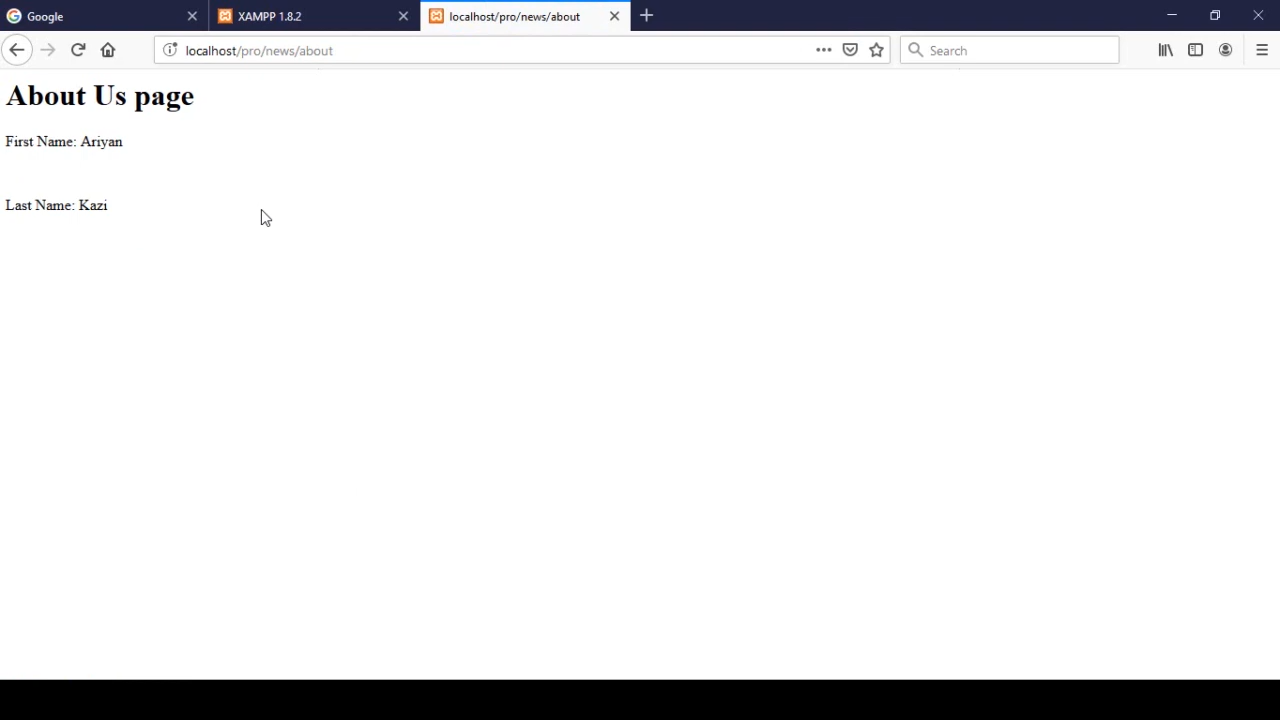 Google
XAMPP 1.8.2
localhost/pro/news/about
localhost/pro/news/about
Search
About Us page
First Name: Ariyan
Last Name: Kazi